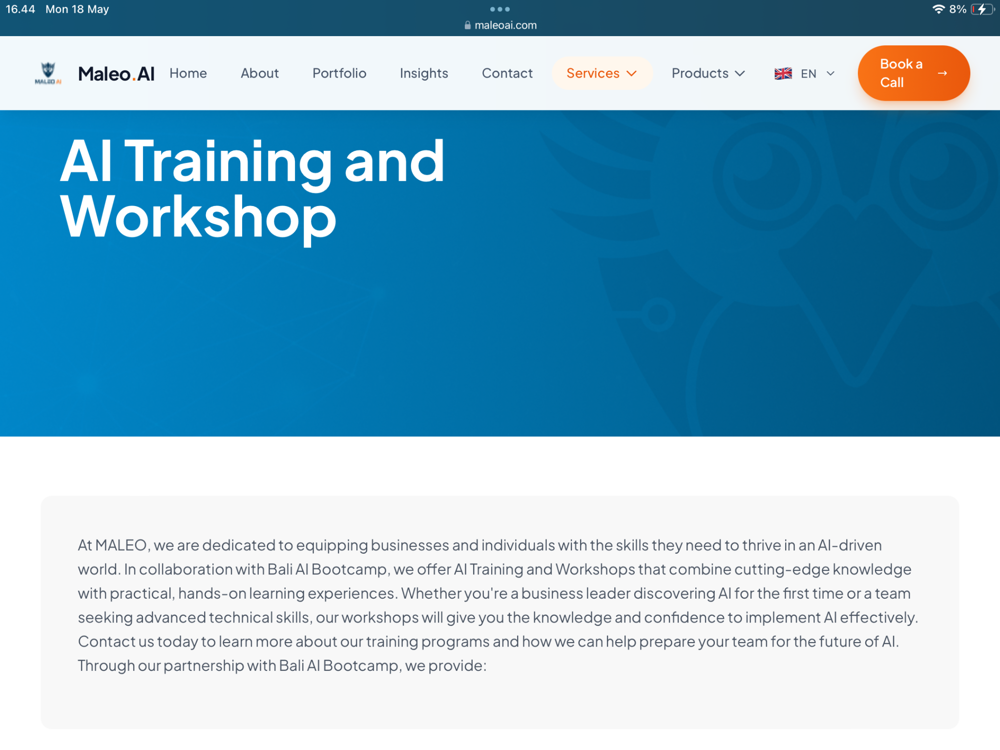 16.44 Mon 18 May
8%
maleoai.com
MALEO AI
Maleo.AI
Home
About
Portfolio
Insights
Contact
Services
Products
EN
Book a
Call
AI Training and
Workshop
At MALEO, we are dedicated to equipping businesses and individuals with the skills they need to thrive in an AI-driven
world. In collaboration with Bali AI Bootcamp, we offer AI Training and Workshops that combine cutting-edge knowledge
with practical, hands-on learning experiences. Whether you're a business leader discovering AI for the first time or a team
seeking advanced technical skills, our workshops will give you the knowledge and confidence to implement AI effectively.
Contact us today to learn more about our training programs and how we can help prepare your team for the future of AI.
Through our partnership with Bali AI Bootcamp, we provide: